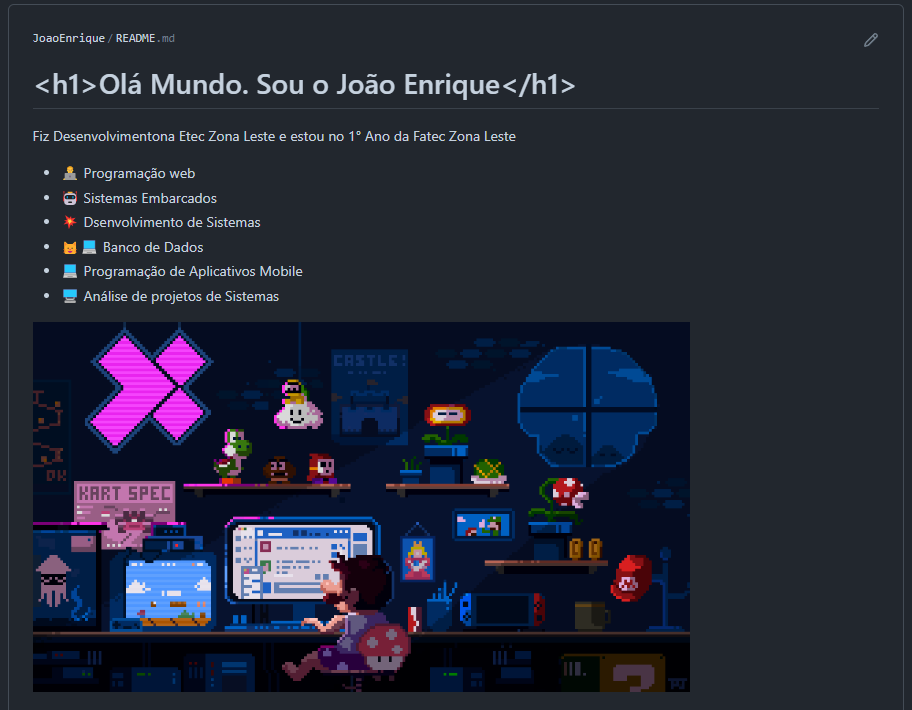 JoaoEnrique/README.md
<h1>Olá Mundo. Sou o João Enrique</h1>
Fiz Desenvolvimentona Etec Zona Leste e estou no 1° Ano da Fatec Zona Leste
Programação web
Sistemas Embarcados
Dsenvolvimento de Sistemas
Banco de Dados
Programação de Aplicativos Mobile
Análise de projetos de Sistemas
CASTLE!
DK
KART SPEC